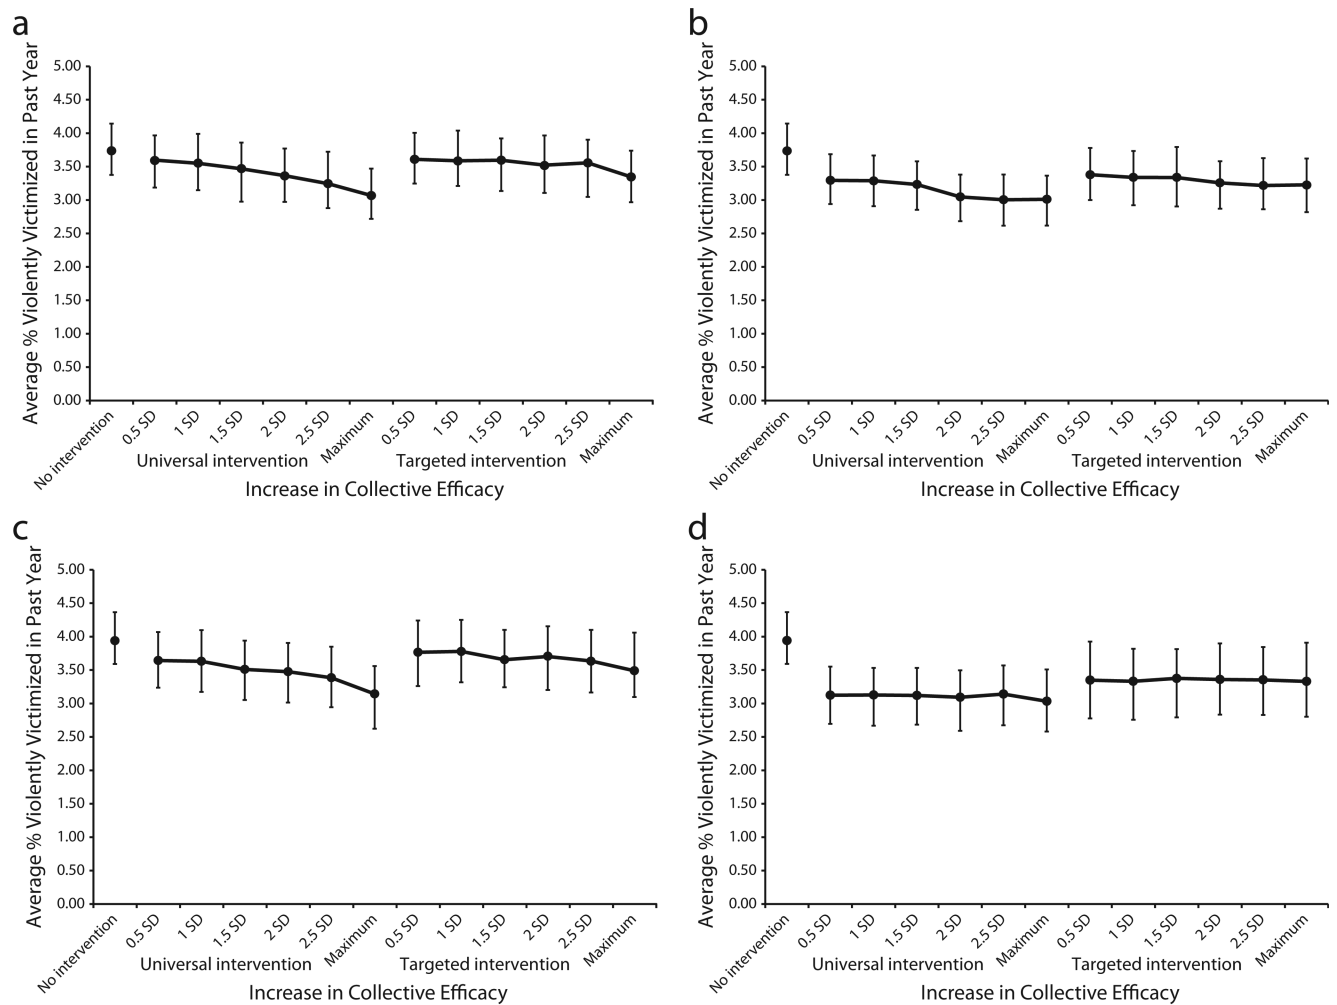 a
Average % Violently Victimized in Past Year
5.00
4.50
4.00
3.50
3.00
2.50
2.00
1.50
1.00
0.50
0.00
No intervention
0.5 SD
1 SD
1.5 SD
2 SD
2.5 SD
Maximum
0.5 SD
1 SD
1.5 SD
2 SD
2.5 SD
Maximum
Universal intervention
Targeted intervention
Increase in Collective Efficacy
b
Average % Violently Victimized in Past Year
5.00
4.50
4.00
3.50
3.00
2.50
2.00
1.50
1.00
0.50
0.00
No intervention
0.5 SD
1 SD
1.5 SD
2 SD
2.5 SD
Maximum
0.5 SD
1 SD
1.5 SD
2 SD
2.5 SD
Maximum
Universal intervention
Targeted intervention
Increase in Collective Efficacy
c
Average % Violently Victimized in Past Year
5.00
4.50
4.00
3.50
3.00
2.50
2.00
1.50
1.00
0.50
0.00
No intervention
0.5 SD
1 SD
1.5 SD
2 SD
2.5 SD
Maximum
0.5 SD
1 SD
1.5 SD
2 SD
2.5 SD
Maximum
Universal intervention
Targeted intervention
Increase in Collective Efficacy
d
Average % Violently Victimized in Past Year
5.00
4.50
4.00
3.50
3.00
2.50
2.00
1.50
1.00
0.50
0.00
No intervention
0.5 SD
1 SD
1.5 SD
2 SD
2.5 SD
Maximum
0.5 SD
1 SD
1.5 SD
2 SD
2.5 SD
Maximum
Universal intervention
Targeted intervention
Increase in Collective Efficacy